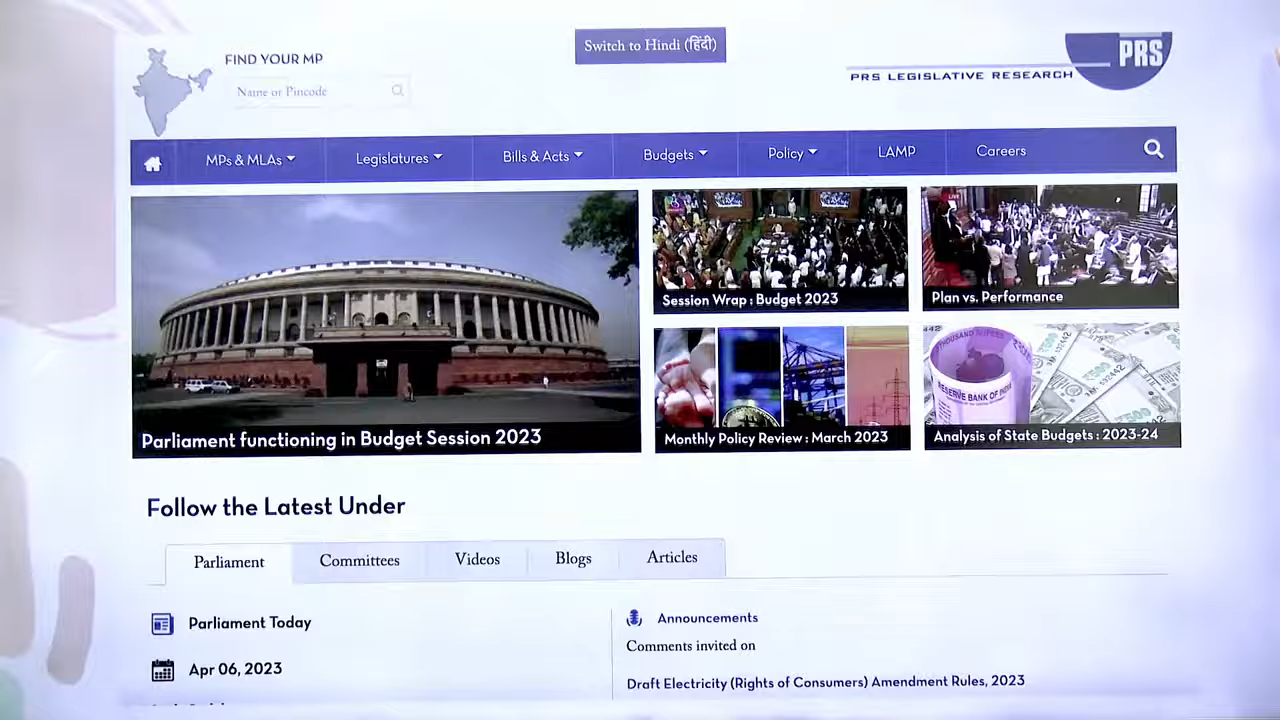 FIND YOUR MP
Name or Pincode
Switch to Hindi (हिंदी)
PRS
PRS LEGISLATIVE RESEARCH
MPs & MLAs
Legislatures
Bills & Acts
Budgets
Policy
LAMP
Careers
Parliament functioning in Budget Session 2023
Session Wrap : Budget 2023
LIVE
Plan vs. Performance
Monthly Policy Review : March 2023
THOUSAND RUPEES
RESERVE BANK OF INDIA
Analysis of State Budgets : 2023-24
Follow the Latest Under
Parliament
Committees
Videos
Blogs
Articles
Parliament Today
Apr 06, 2023
Announcements
Comments invited on
Draft Electricity (Rights of Consumers) Amendment Rules, 2023